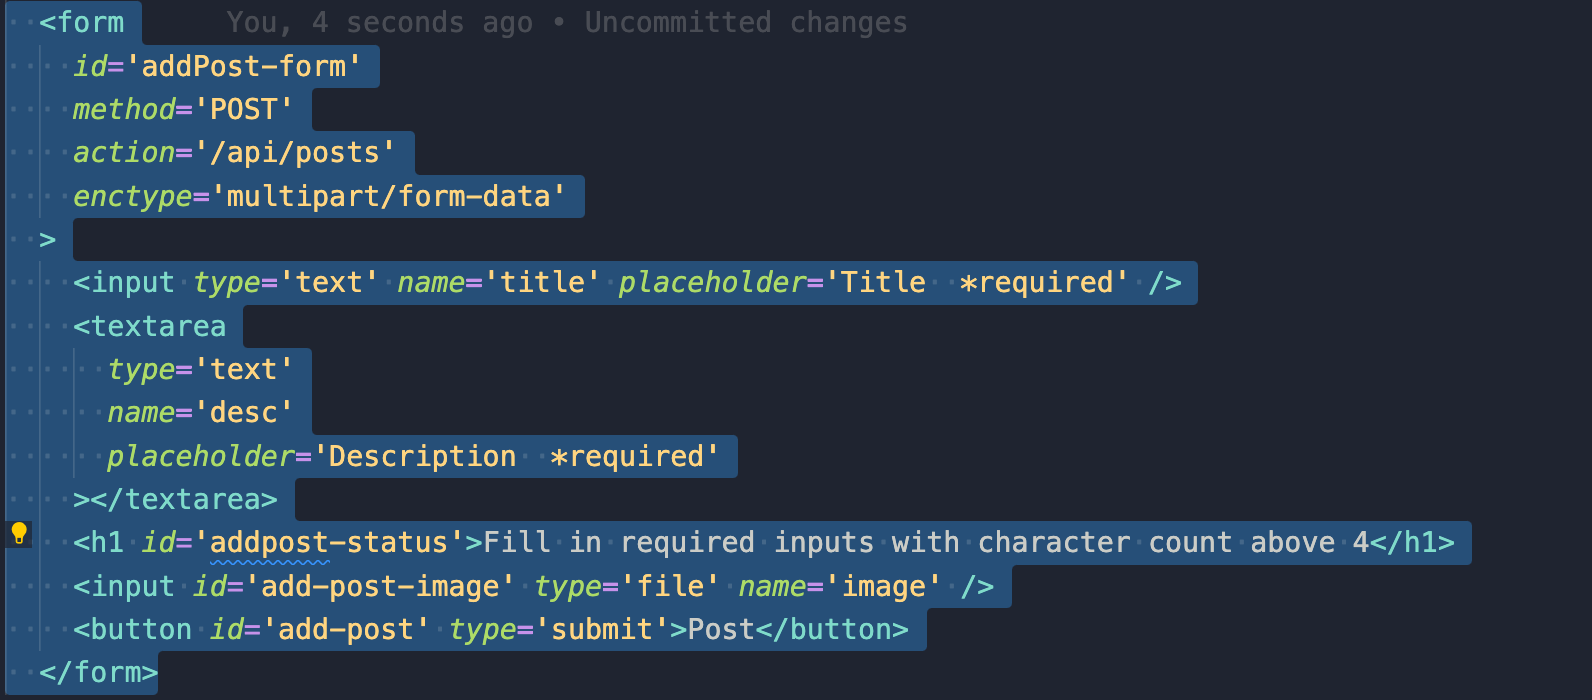 <form You, 4 seconds ago • Uncommitted changes
id='addPost-form'
method='POST'
action='/api/posts'
enctype='multipart/form-data'
>
<input type='text' name='title' placeholder='Title  *required' />
<textarea
type='text'
name='desc'
placeholder='Description  *required'
></textarea>
<h1 id='addpost-status'>Fill in required inputs with character count above 4</h1>
<input id='add-post-image' type='file' name='image' />
<button id='add-post' type='submit'>Post</button>
</form>